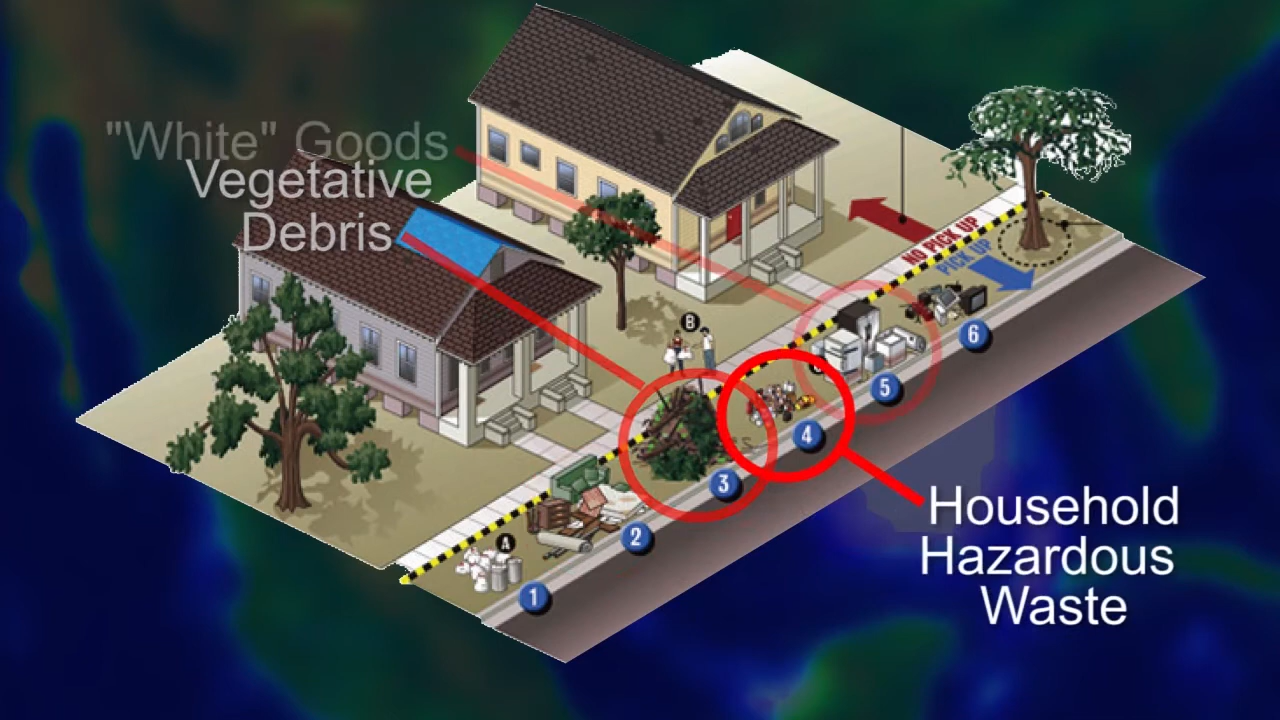 "White" Goods
Vegetative
Debris
NO PICK UP
PICK UP
B
6
5
4
3
2
A
1
Household
Hazardous
Waste